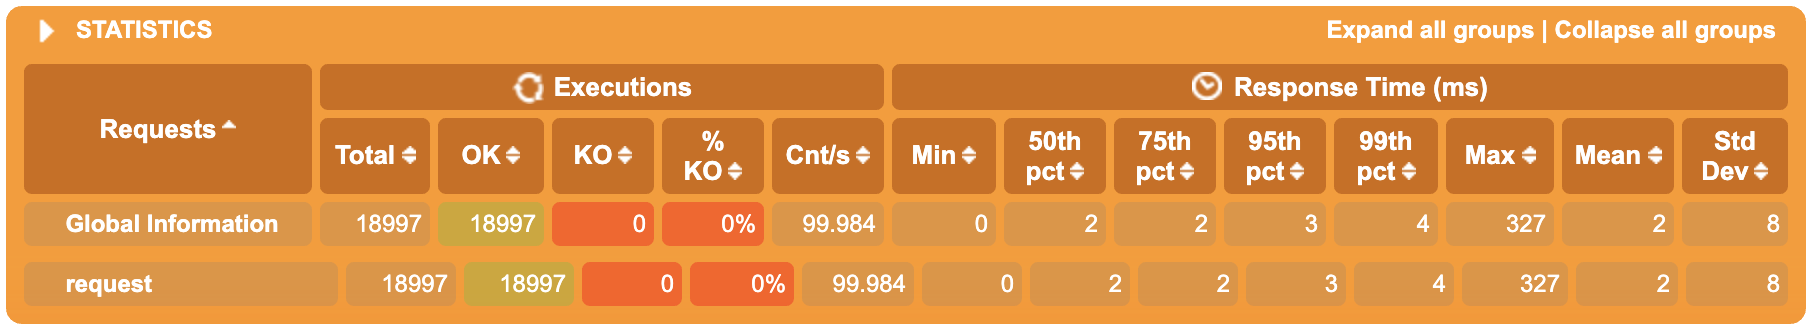 STATISTICS Expand all groups | Collapse all groups
Requests Executions Response Time (ms)
Total OK KO % KO Cnt/s Min 50th pct 75th pct 95th pct 99th pct Max Mean Std Dev
Global Information 18997 18997 0 0% 99.984 0 2 2 3 4 327 2 8
request 18997 18997 0 0% 99.984 0 2 2 3 4 327 2 8